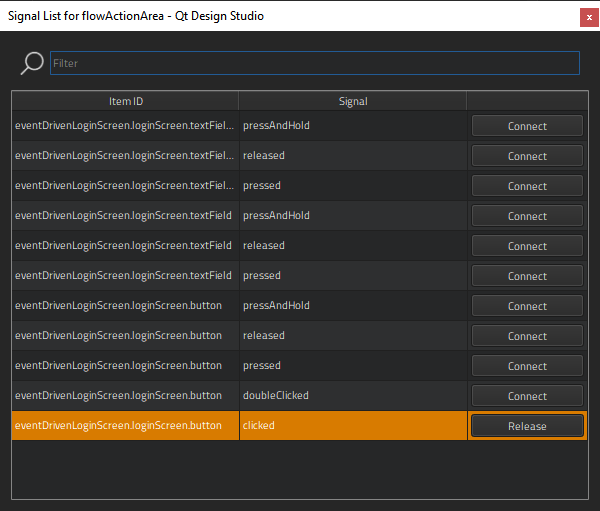 Signal List for flowActionArea - Qt Design Studio
x
Filter
Item ID Signal
eventDrivenLoginScreen.loginScreen.textFiel... pressAndHold Connect
eventDrivenLoginScreen.loginScreen.textFiel... released Connect
eventDrivenLoginScreen.loginScreen.textFiel... pressed Connect
eventDrivenLoginScreen.loginScreen.textField pressAndHold Connect
eventDrivenLoginScreen.loginScreen.textField released Connect
eventDrivenLoginScreen.loginScreen.textField pressed Connect
eventDrivenLoginScreen.loginScreen.button pressAndHold Connect
eventDrivenLoginScreen.loginScreen.button released Connect
eventDrivenLoginScreen.loginScreen.button pressed Connect
eventDrivenLoginScreen.loginScreen.button doubleClicked Connect
eventDrivenLoginScreen.loginScreen.button clicked Release